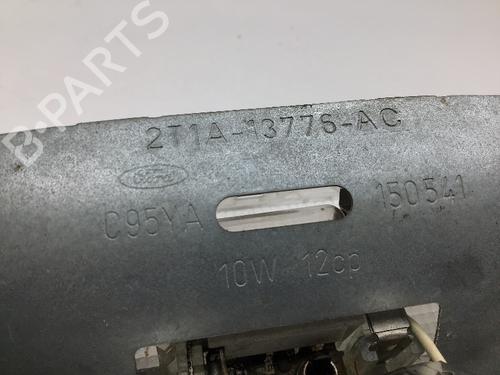 B-PARTS
2T1A-13776-AC
Ford
C95YA 150541
10W 12cp